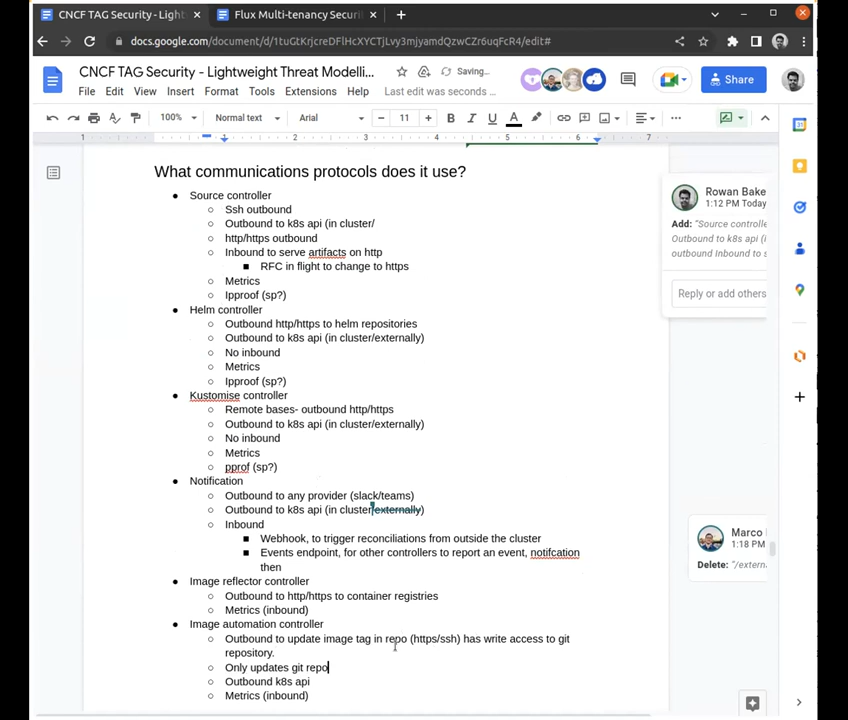 CNCF TAG Security - Light
Flux Multi-tenancy Securi
docs.google.com/document/d/1tuGtKrjcreDFlHcXYCTjLvy3mjyamdQzwCZr6uqFcR4/edit#
CNCF TAG Security - Lightweight Threat Modelli...
Saving...
File Edit View Insert Format Tools Extensions Help
Last edit was seconds ...
Share
100% Normal text Arial 11
1 1 2 3 4 5 6 7
What communications protocols does it use?
Source controller
Ssh outbound
Outbound to k8s api (in cluster/
http/https outbound
Inbound to serve artifacts on http
RFC in flight to change to https
Metrics
Ipproof (sp?)
Helm controller
Outbound http/https to helm repositories
Outbound to k8s api (in cluster/externally)
No inbound
Metrics
Ipproof (sp?)
Kustomise controller
Remote bases- outbound http/https
Outbound to k8s api (in cluster/externally)
No inbound
Metrics
pprof (sp?)
Notification
Outbound to any provider (slack/teams)
Outbound to k8s api (in cluster/externally)
Inbound
Webhook, to trigger reconciliations from outside the cluster
Events endpoint, for other controllers to report an event, notifcation
then
Image reflector controller
Outbound to http/https to container registries
Metrics (inbound)
Image automation controller
Outbound to update image tag in repo (https/ssh) has write access to git
repository.
Only updates git repo
Outbound k8s api
Metrics (inbound)
Rowan Bake
1:12 PM Today
Add: "Source controlle
Outbound to k8s api (i
outbound Inbound to s
Reply or add others
Marco
1:18 PM
Delete: "/extern